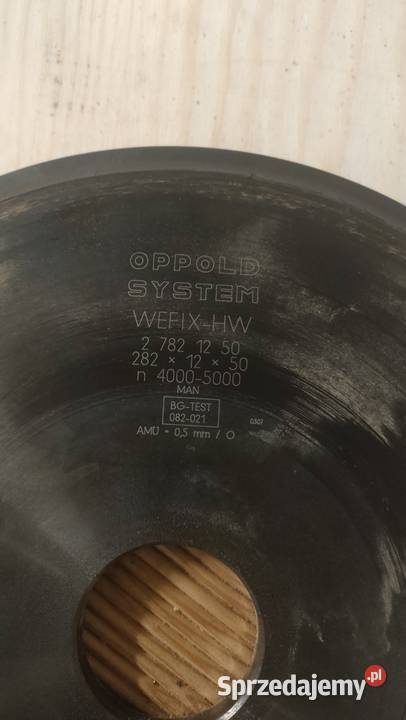 OPPOLD
SYSTEM
WEFIX-HW
2 782 12 50
282 × 12 × 50
n 4000-5000
MAN
BG-TEST
082-021
0307
AMU = 0,5 mm / O
Sprzedajemy.pl